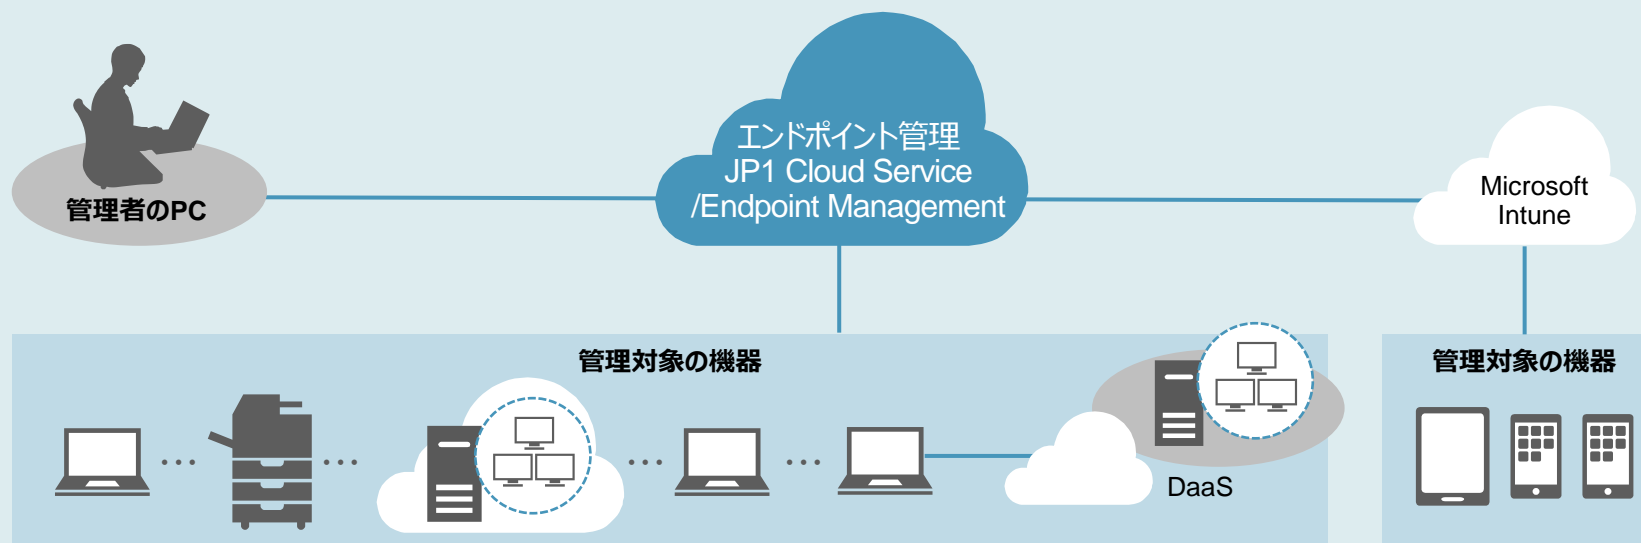 エンドポイント管理
JP1 Cloud Service
/Endpoint Management
管理者のPC
Microsoft
Intune
管理対象の機器
管理対象の機器
DaaS